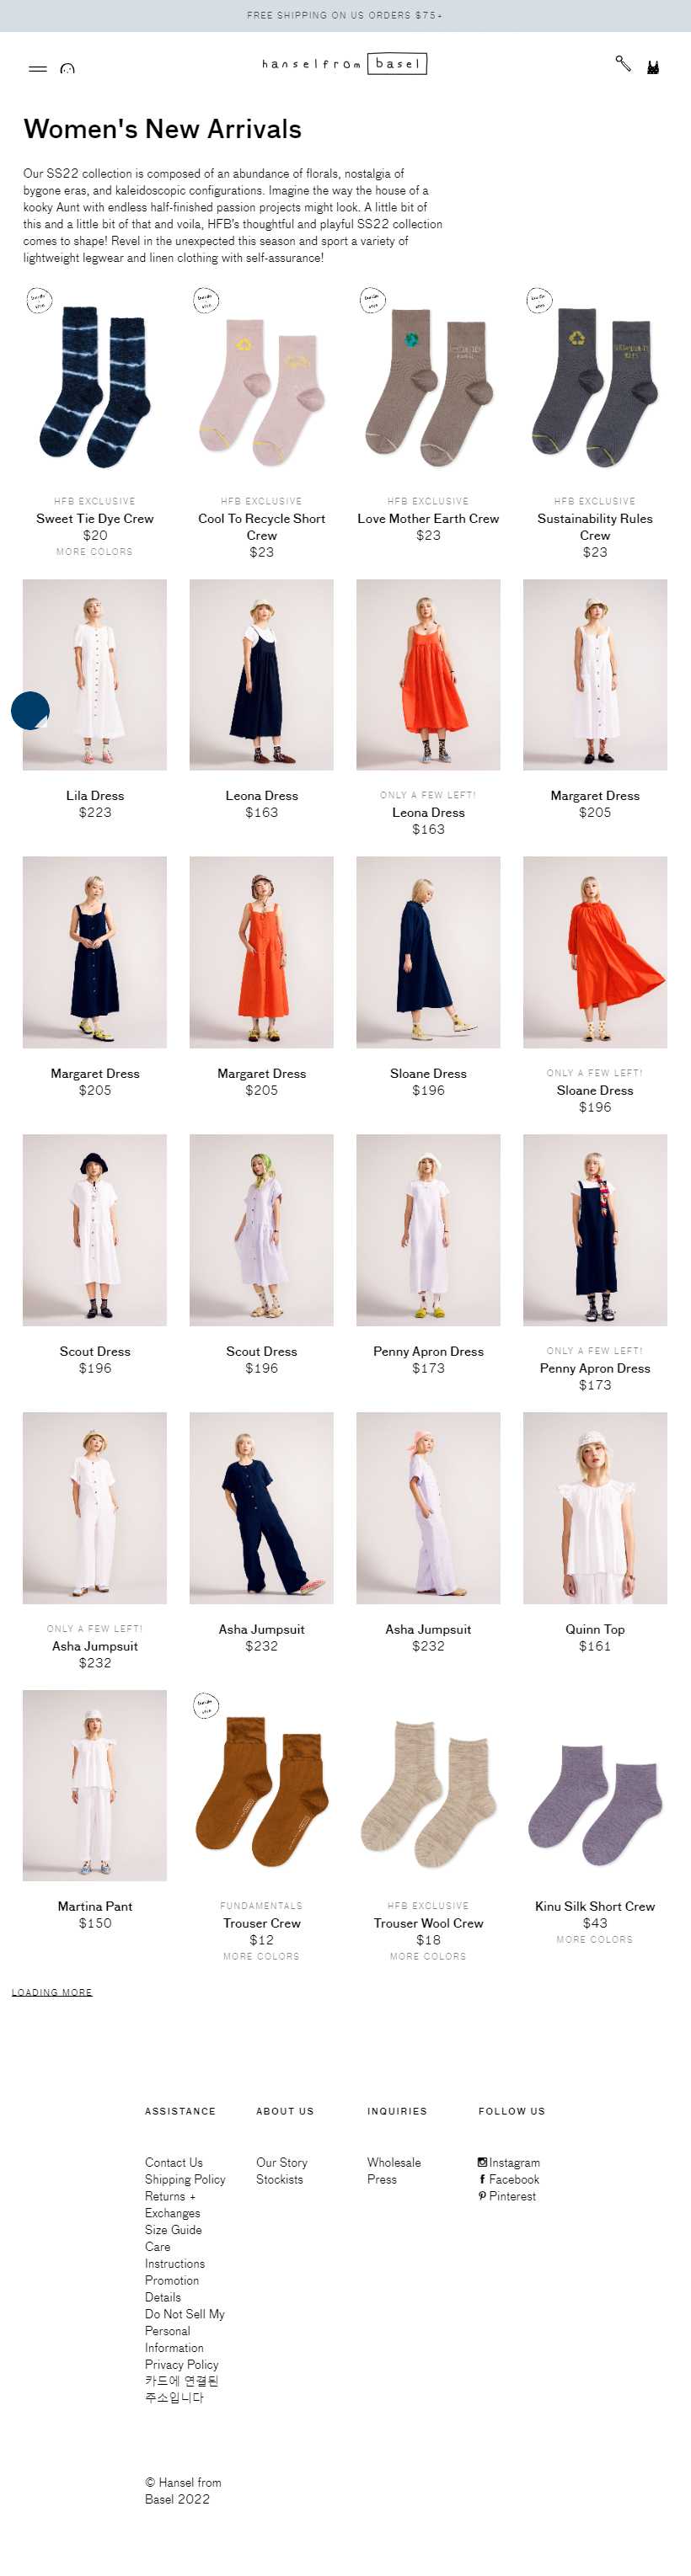 FREE SHIPPING ON US ORDERS $75+
hanselfrom basel
Women's New Arrivals
Our SS22 collection is composed of an abundance of florals, nostalgia of
bygone eras, and kaleidoscopic configurations. Imagine the way the house of a
kooky Aunt with endless half-finished passion projects might look. A little bit of
this and a little bit of that and voila, HFB's thoughtful and playful SS22 collection
comes to shape! Revel in the unexpected this season and sport a variety of
lightweight legwear and linen clothing with self-assurance!
HFB EXCLUSIVE
Sweet Tie Dye Crew
$20
MORE COLORS
HFB EXCLUSIVE
Cool To Recycle Short
Crew
$23
HFB EXCLUSIVE
Love Mother Earth Crew
$23
HFB EXCLUSIVE
Sustainability Rules
Crew
$23
Lila Dress
$223
Leona Dress
$163
ONLY A FEW LEFT!
Leona Dress
$163
Margaret Dress
$205
Margaret Dress
$205
Margaret Dress
$205
Sloane Dress
$196
ONLY A FEW LEFT!
Sloane Dress
$196
Scout Dress
$196
Scout Dress
$196
Penny Apron Dress
$173
ONLY A FEW LEFT!
Penny Apron Dress
$173
ONLY A FEW LEFT!
Asha Jumpsuit
$232
Asha Jumpsuit
$232
Asha Jumpsuit
$232
Quinn Top
$161
Martina Pant
$150
FUNDAMENTALS
Trouser Crew
$12
MORE COLORS
HFB EXCLUSIVE
Trouser Wool Crew
$18
MORE COLORS
Kinu Silk Short Crew
$43
MORE COLORS
LOADING MORE
ASSISTANCE
Contact Us
Shipping Policy
Returns +
Exchanges
Size Guide
Care
Instructions
Promotion
Details
Do Not Sell My
Personal
Information
Privacy Policy
카드에 연결된
주소입니다
ABOUT US
Our Story
Stockists
INQUIRIES
Wholesale
Press
FOLLOW US
Instagram
Facebook
Pinterest
© Hansel from
Basel 2022